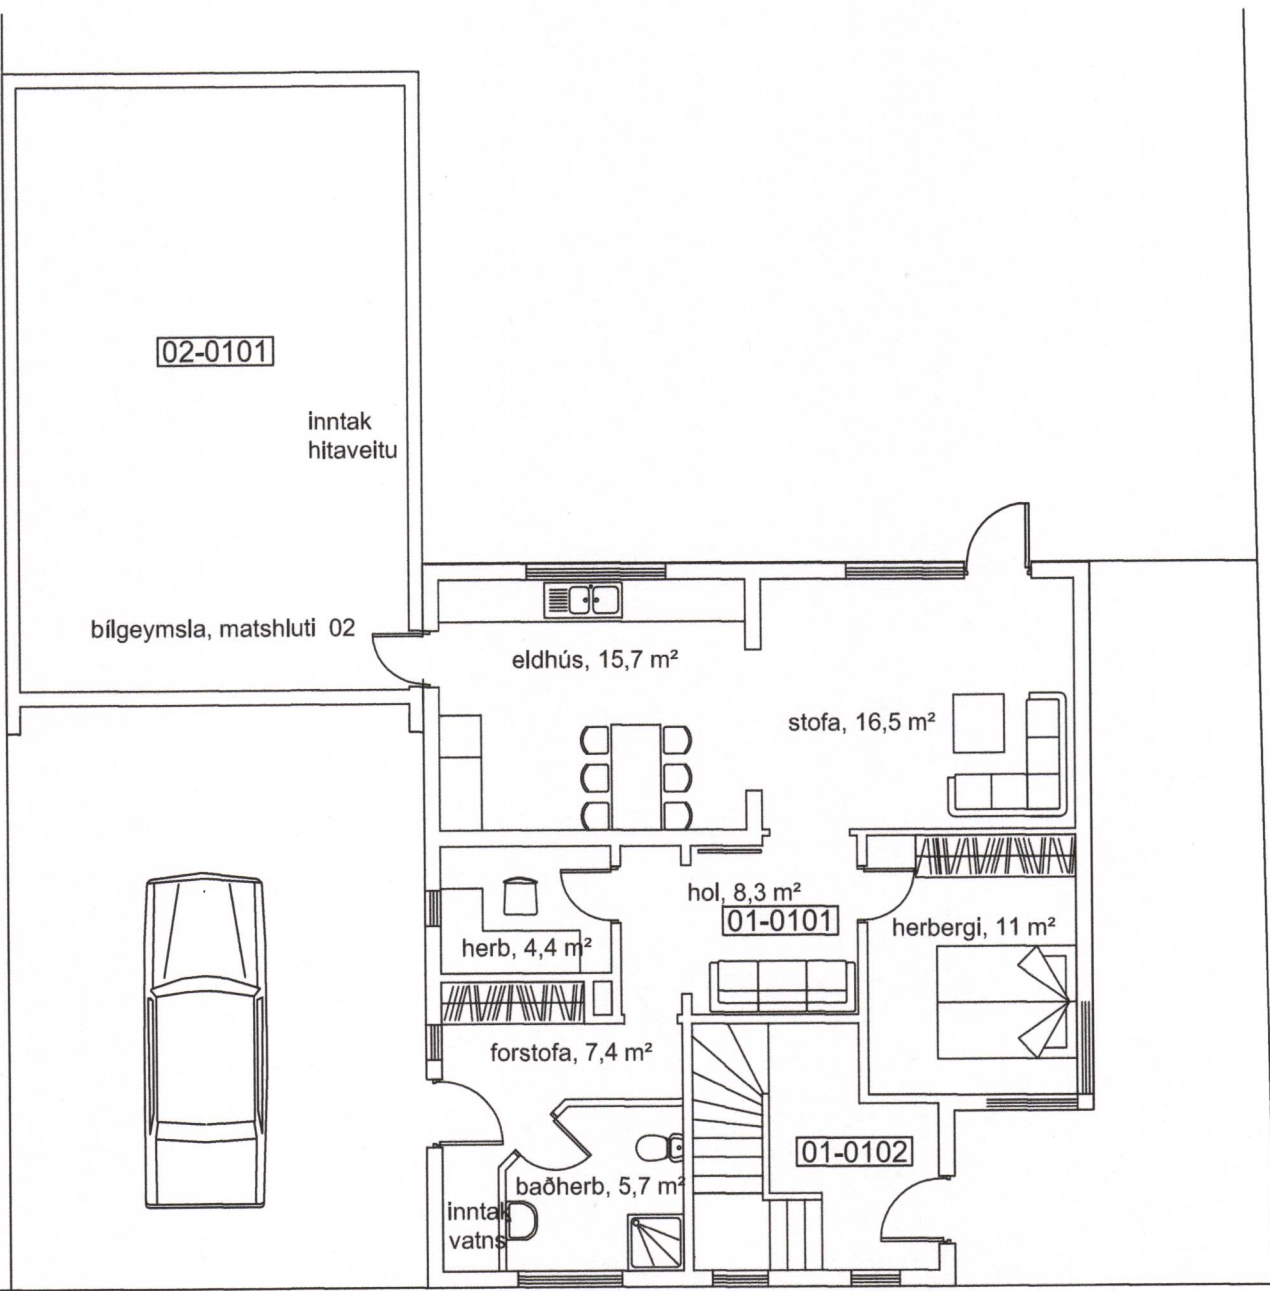 02-0101
inntak
hitaveitu
bílgeymsla, matshluti 02
eldhús, 15,7 m²
stofa, 16,5 m²
hol, 8,3 m²
01-0101
herbergi, 11 m²
herb, 4,4 m²
forstofa, 7,4 m²
01-0102
baðherb, 5,7 m²
inntak
vatns